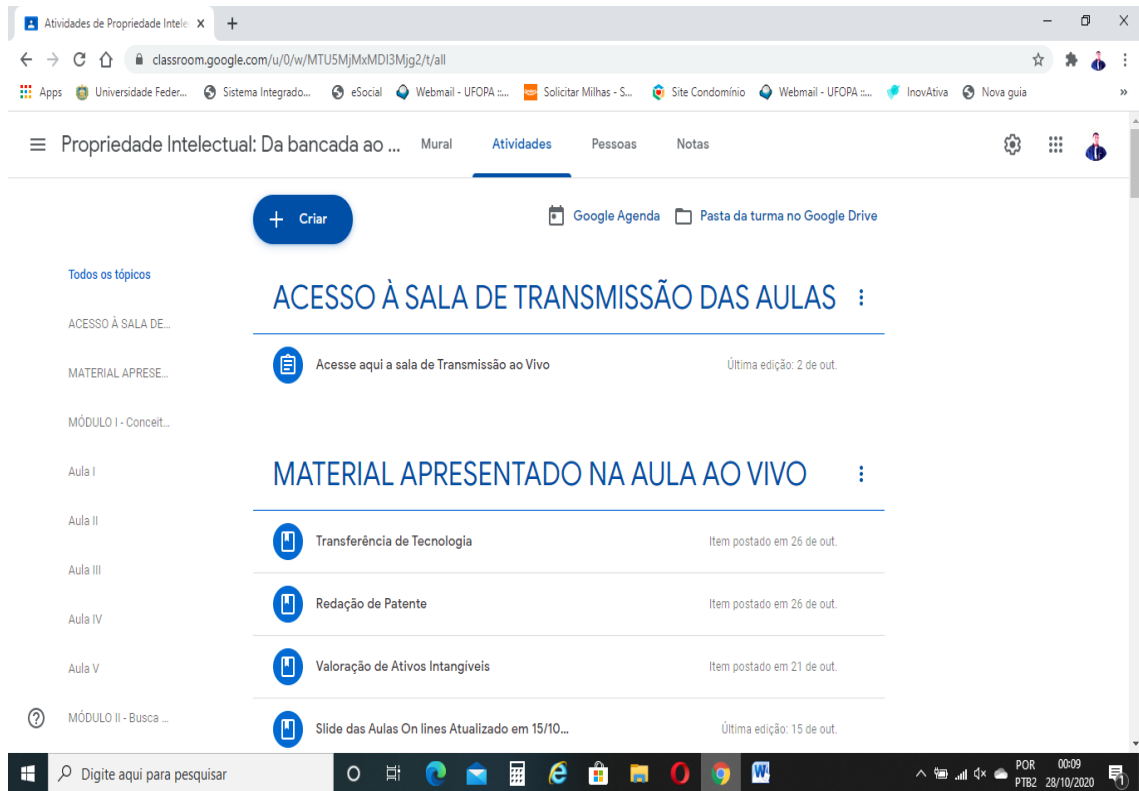 Atividades de Propriedade Intele
classroom.google.com/u/0/w/MTU5MjMxMDI3Mjg2/t/all
Apps Universidade Feder... Sistema Integrado... eSocial Webmail - UFOPA ::... Solicitar Milhas - S... Site Condomínio Webmail - UFOPA ::... InovAtiva Nova guia »
Propriedade Intelectual: Da bancada ao ... Mural Atividades Pessoas Notas
+ Criar Google Agenda Pasta da turma no Google Drive
Todos os tópicos
ACESSO À SALA DE...
MATERIAL APRESE...
MÓDULO I - Conceit...
Aula I
Aula II
Aula III
Aula IV
Aula V
MÓDULO II - Busca ...
ACESSO À SALA DE TRANSMISSÃO DAS AULAS
Acesse aqui a sala de Transmissão ao Vivo Última edição: 2 de out.
MATERIAL APRESENTADO NA AULA AO VIVO
Transferência de Tecnologia Item postado em 26 de out.
Redação de Patente Item postado em 26 de out.
Valoração de Ativos Intangíveis Item postado em 21 de out.
Slide das Aulas On lines Atualizado em 15/10... Última edição: 15 de out.
Digite aqui para pesquisar
POR 00:09
PTB2 28/10/2020